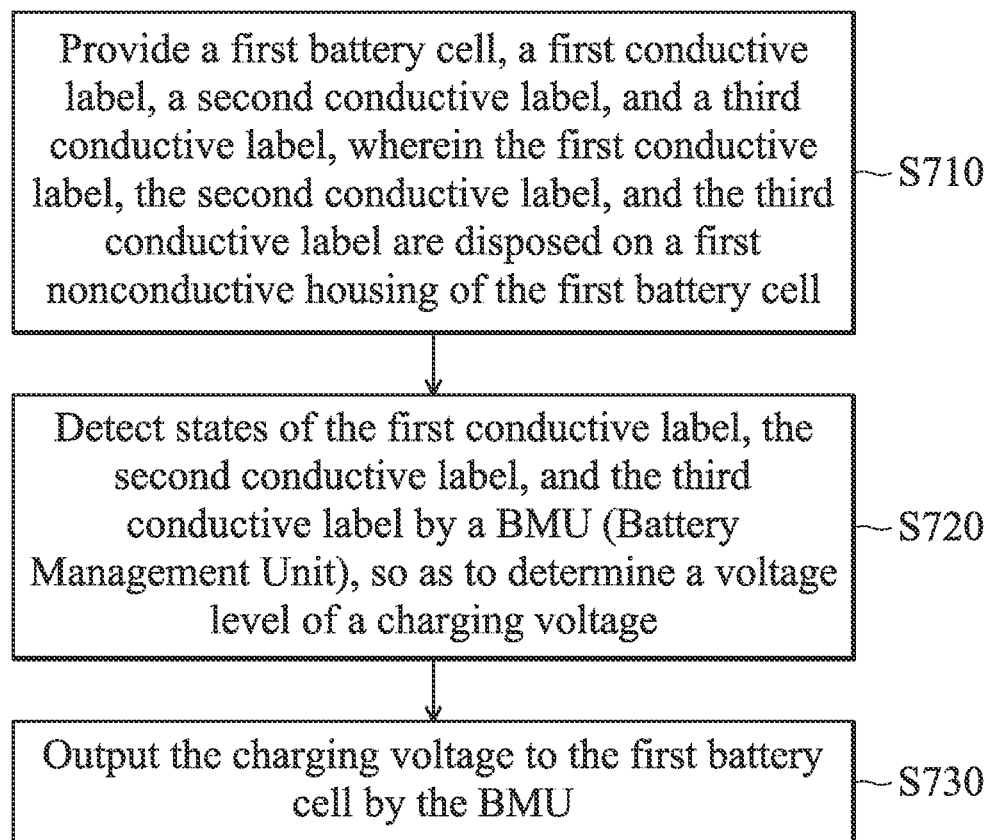 Provide a first battery cell, a first conductive
label, a second conductive label, and a third
conductive label, wherein the first conductive
label, the second conductive label, and the third
conductive label are disposed on a first
nonconductive housing of the first battery cell
S710
Detect states of the first conductive label, the
second conductive label, and the third
conductive label by a BMU (Battery
Management Unit), so as to determine a voltage
level of a charging voltage
S720
Output the charging voltage to the first battery
cell by the BMU
S730